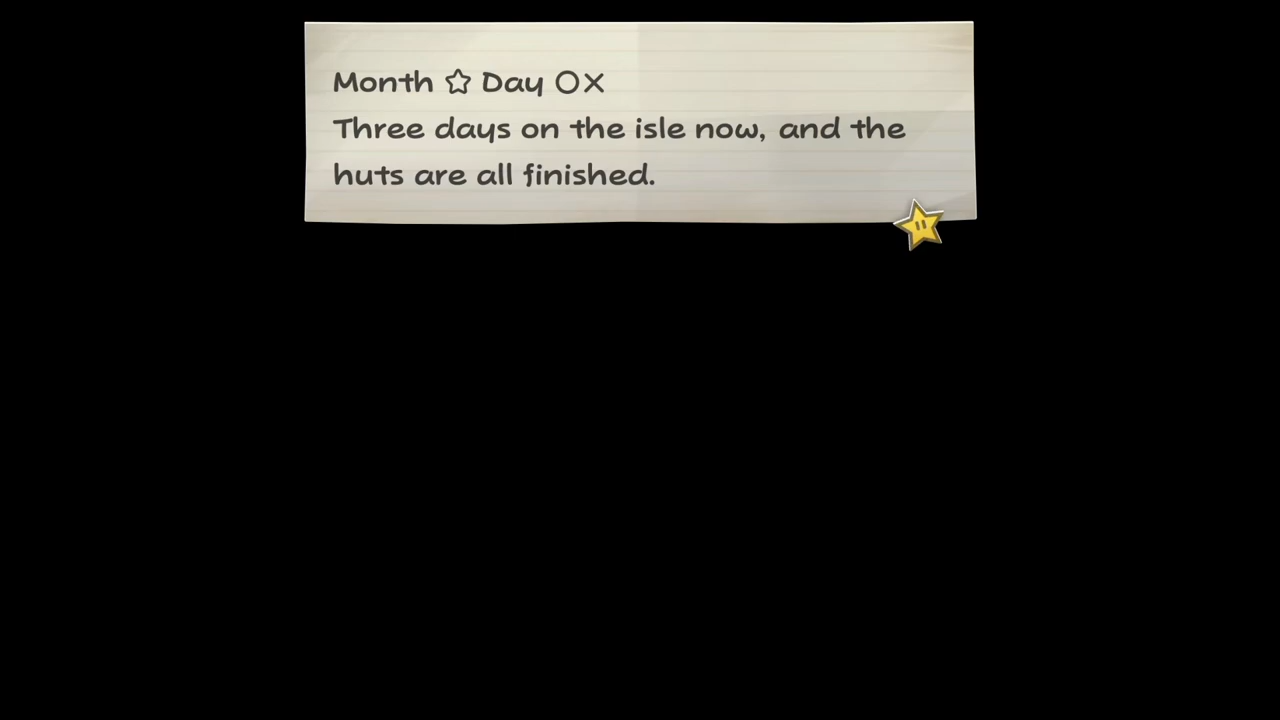 Month ☆ Day ○×
Three days on the isle now, and the
huts are all finished.